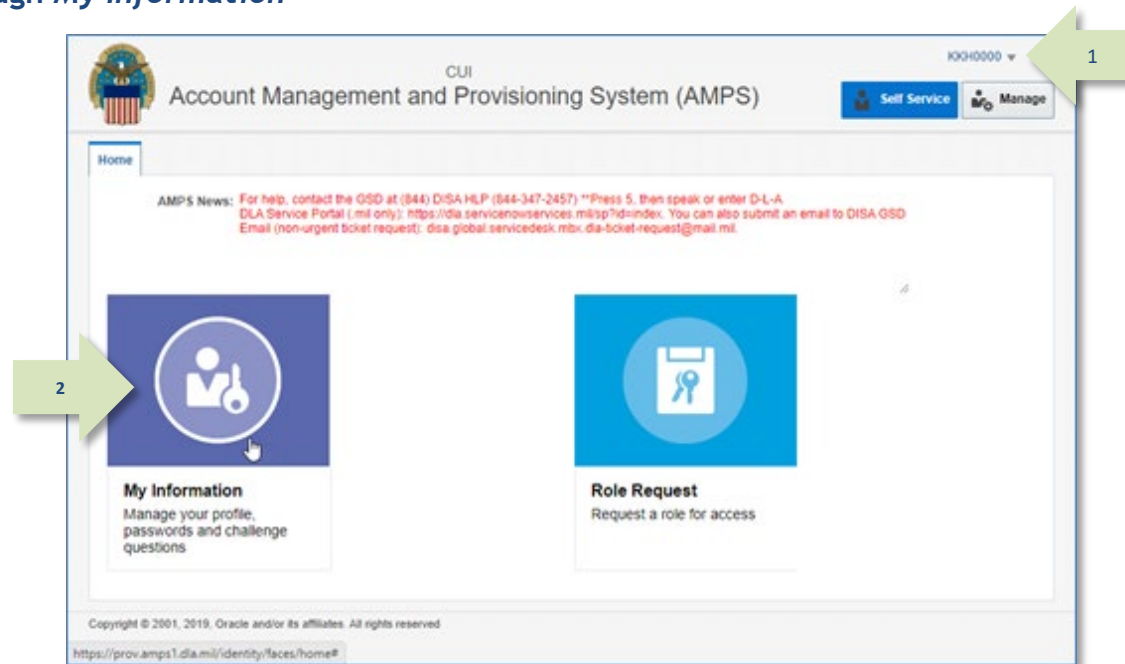 My Information
KKH0000
1
CUI
Account Management and Provisioning System (AMPS)
Self Service
Manage
Home
AMPS News: For help, contact the GSD at (844) DISA HLP (844-347-2457) **Press 5, then speak or enter D-L-A
DLA Service Portal (.mil only): https://dla.servicenowservices.mil/sp?id=index. You can also submit an email to DISA GSD
Email (non-urgent ticket request): disa.global.servicedesk.mbx.dla-ticket-request@mail.mil.
2
My Information
Manage your profile,
passwords and challenge
questions
Role Request
Request a role for access
Copyright © 2001, 2019, Oracle and/or its affiliates. All rights reserved
https://prov.amps1.dla.mil/identity/faces/home#